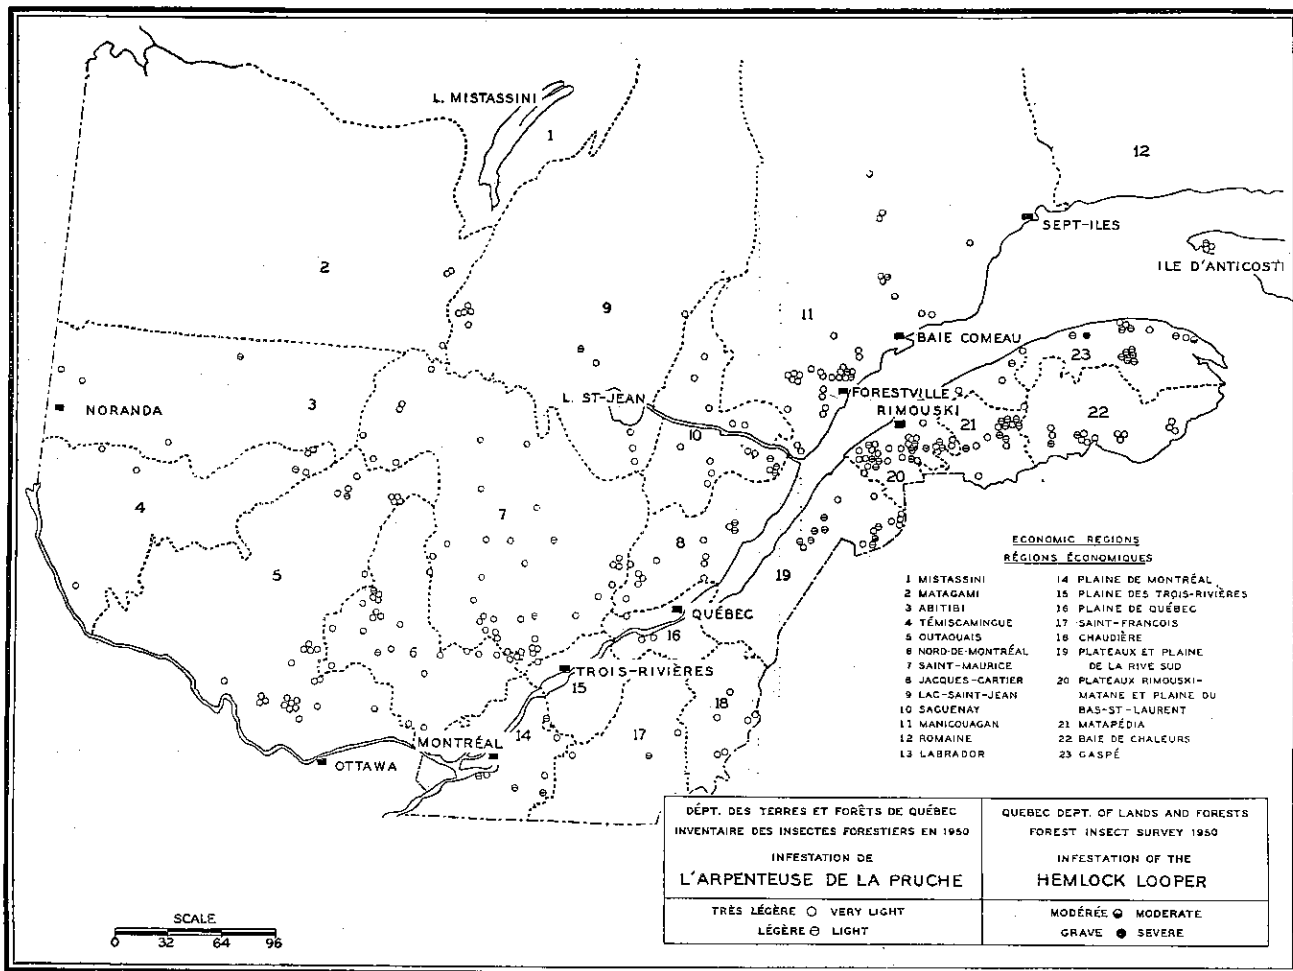 L. MISTASSINI
1
12
SEPT-ILES
2
ILE D'ANTICOSTI
9
11
BAIE COMEAU
23
NORANDA
3
L. ST-JEAN
FORESTVILLE
RIMOUSKI
10
21
22
20
4
7
5
8
19
QUÉBEC
16
6
TROIS-RIVIÈRES
15
18
14
17
MONTRÉAL
OTTAWA
ECONOMIC REGIONS
RÉGIONS ÉCONOMIQUES
1 MISTASSINI
2 MATAGAMI
3 ABITIBI
4 TÉMISCAMINGUE
5 OUTAOUAIS
6 NORD-DE-MONTRÉAL
7 SAINT-MAURICE
8 JACQUES-CARTIER
9 LAC-SAINT-JEAN
10 SAGUENAY
11 MANICOUAGAN
12 ROMAINE
13 LABRADOR
14 PLAINE DE MONTRÉAL
15 PLAINE DES TROIS-RIVIÈRES
16 PLAINE DE QUÉBEC
17 SAINT-FRANCOIS
18 CHAUDIÈRE
19 PLATEAUX ET PLAINE
DE LA RIVE SUD
20 PLATEAUX RIMOUSKI-
MATANE ET PLAINE DU
BAS-ST-LAURENT
21 MATAPÉDIA
22 BAIE DE CHALEURS
23 GASPÉ
DÉPT. DES TERRES ET FORÊTS DE QUÉBEC
INVENTAIRE DES INSECTES FORESTIERS EN 1950
INFESTATION DE
L'ARPENTEUSE DE LA PRUCHE
TRÈS LÉGÈRE VERY LIGHT
LÉGÈRE LIGHT
QUEBEC DEPT. OF LANDS AND FORESTS
FOREST INSECT SURVEY 1950
INFESTATION OF THE
HEMLOCK LOOPER
MODÉRÉE MODERATE
GRAVE SEVERE
SCALE
0 32 64 96